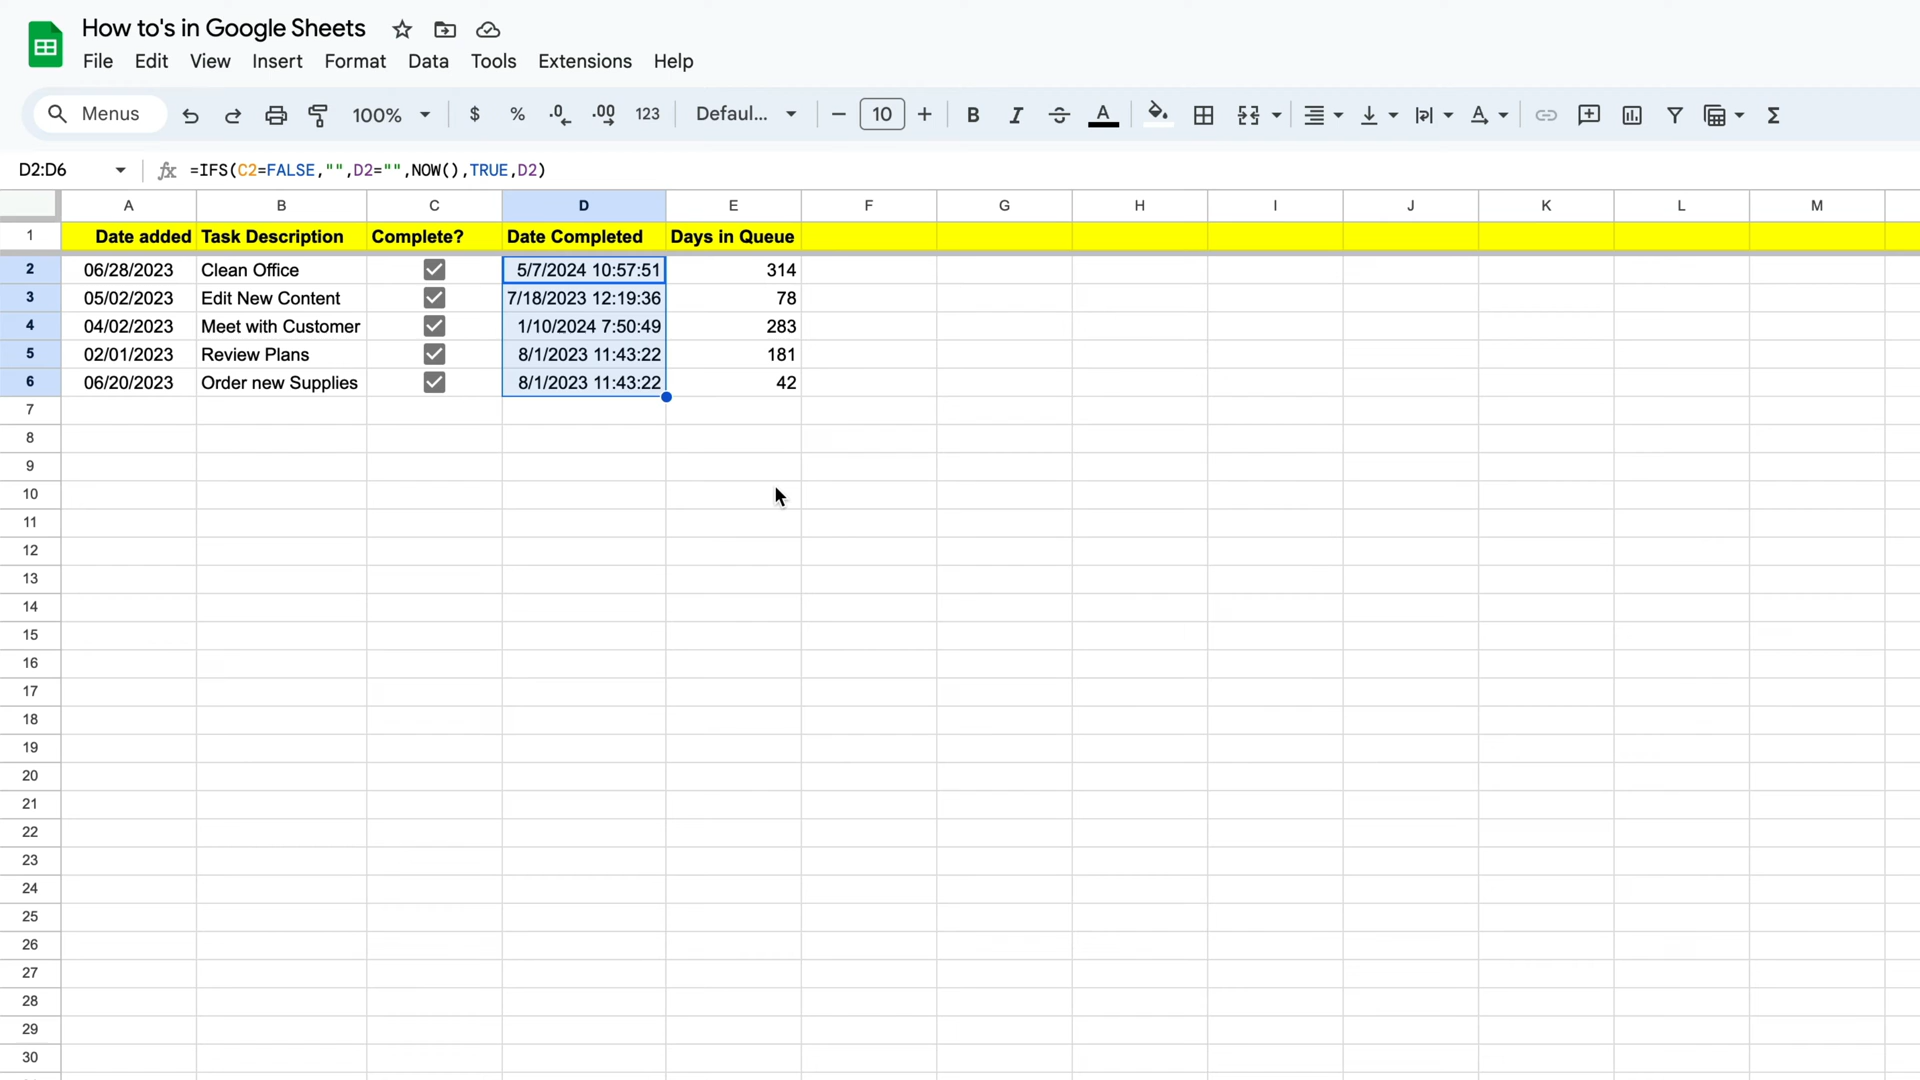 How to's in Google Sheets
File Edit View Insert Format Data Tools Extensions Help
Menus 100% $ % .0 .00 123 Defaul... 10 B I A A Σ
D2:D6 fx =IFS(C2=FALSE,"",D2="",NOW(),TRUE,D2)
A B C D E F G H I J K L M
1 Date added Task Description Complete? Date Completed Days in Queue
2 06/28/2023 Clean Office 5/7/2024 10:57:51 314
3 05/02/2023 Edit New Content 7/18/2023 12:19:36 78
4 04/02/2023 Meet with Customer 1/10/2024 7:50:49 283
5 02/01/2023 Review Plans 8/1/2023 11:43:22 181
6 06/20/2023 Order new Supplies 8/1/2023 11:43:22 42
7
8
9
10
11
12
13
14
15
16
17
18
19
20
21
22
23
24
25
26
27
28
29
30